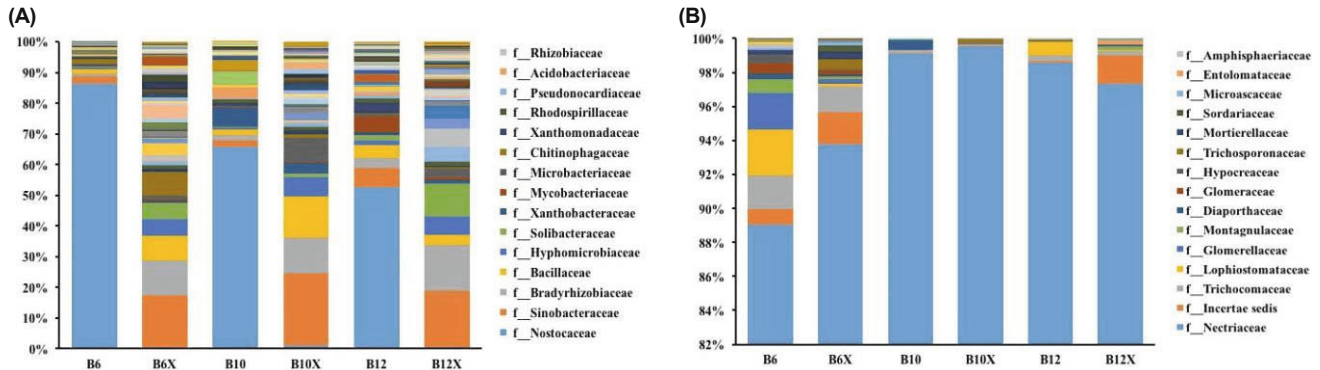 (A)
100%
90%
80%
70%
60%
50%
40%
30%
20%
10%
0%
B6 B6X B10 B10X B12 B12X
f__Rhizobiaceae
f__Acidobacteriaceae
f__Pseudonocardiaceae
f__Rhodospirillaceae
f__Xanthomonadaceae
f__Chitinophagaceae
f__Microbacteriaceae
f__Mycobacteriaceae
f__Xanthobacteraceae
f__Solibacteraceae
f__Hyphomicrobiaceae
f__Bacillaceae
f__Bradyrhizobiaceae
f__Sinobacteraceae
f__Nostocaceae
(B)
100%
98%
96%
94%
92%
90%
88%
86%
84%
82%
B6 B6X B10 B10X B12 B12X
f__Amphisphaeriaceae
f__Entolomataceae
f__Microascaceae
f__Sordariaceae
f__Mortierellaceae
f__Trichosporonaceae
f__Hypocreaceae
f__Glomeraceae
f__Diaporthaceae
f__Montagnulaceae
f__Glomerellaceae
f__Lophiostomataceae
f__Trichocomaceae
f__Incertae sedis
f__Nectriaceae